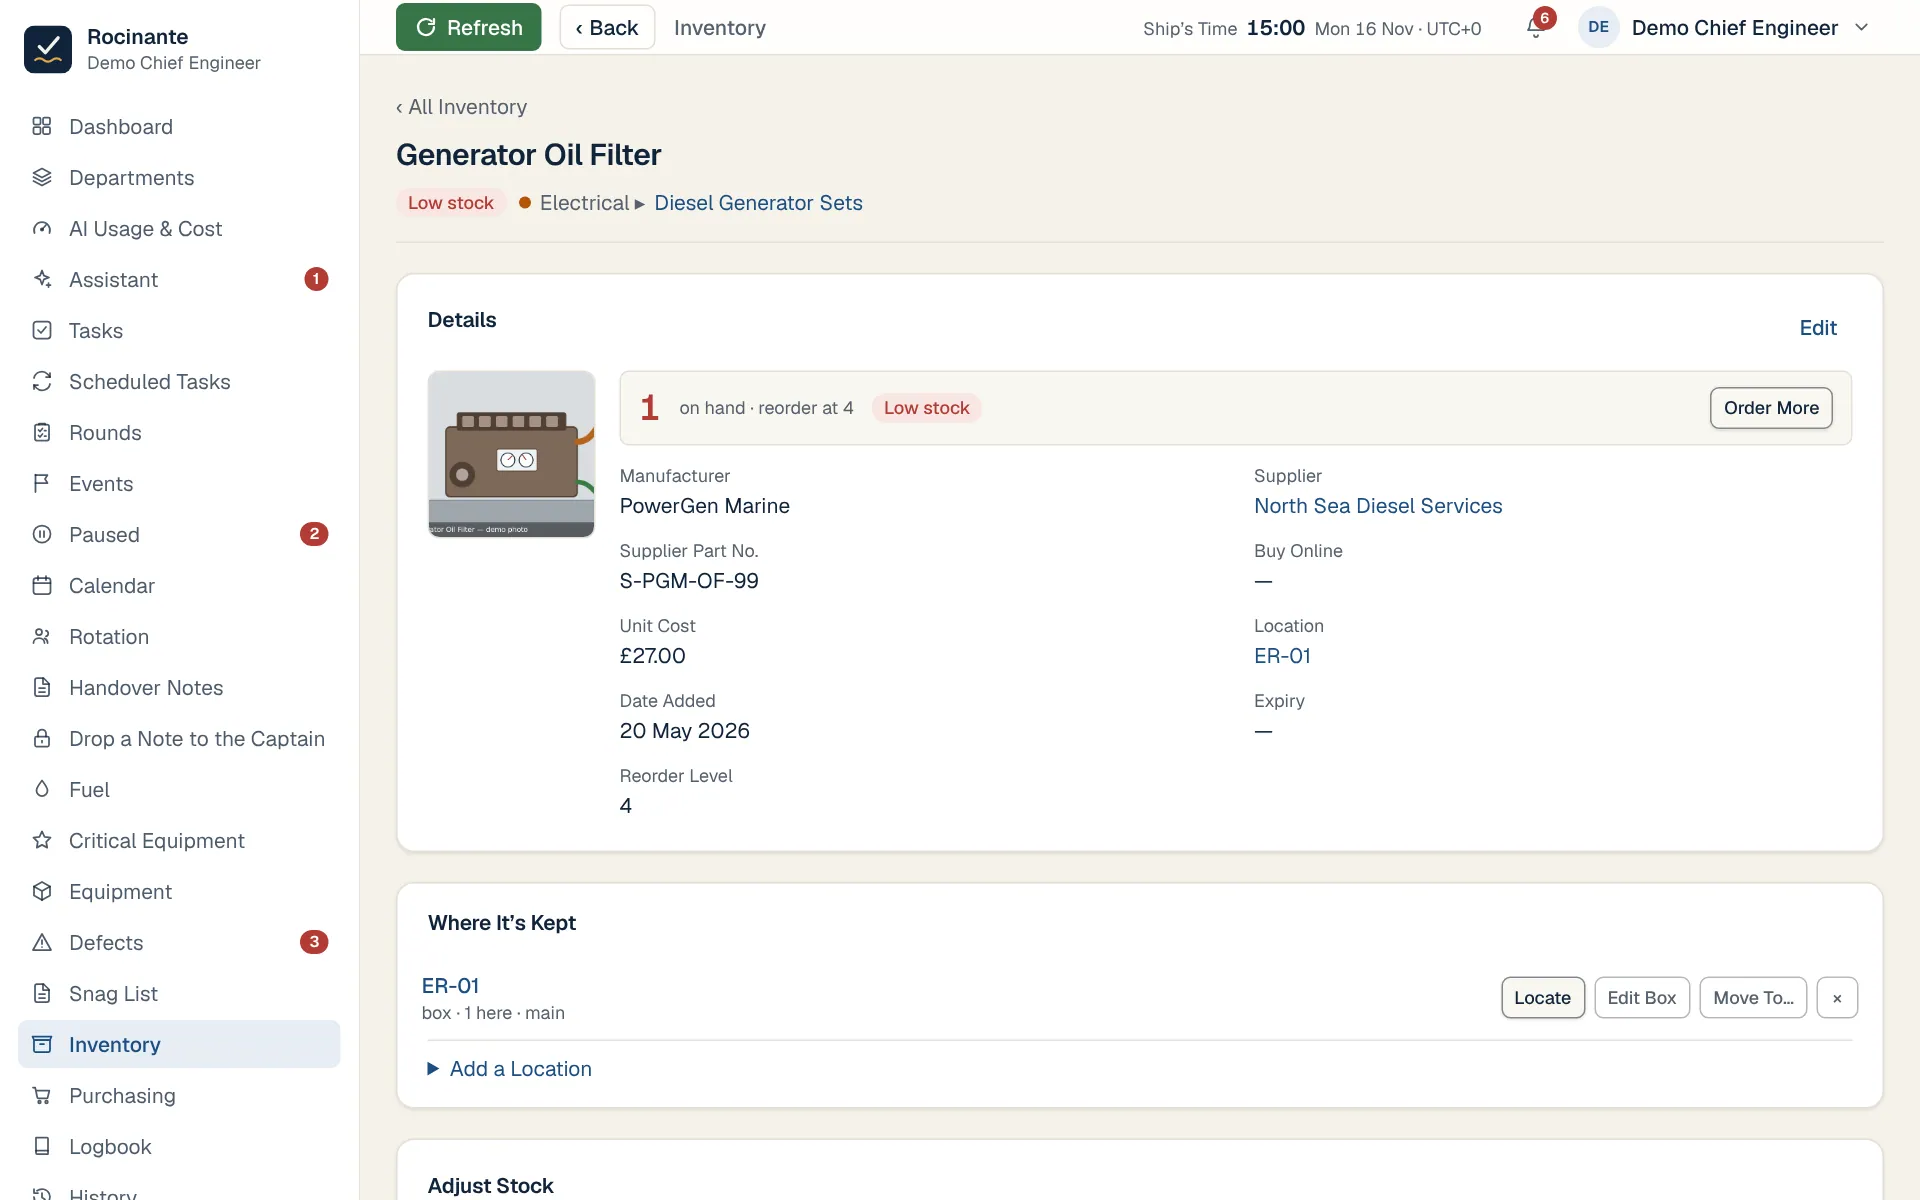 Rocinante
Demo Chief Engineer
Dashboard
Departments
AI Usage & Cost
Assistant 1
Tasks
Scheduled Tasks
Rounds
Events
Paused 2
Calendar
Rotation
Handover Notes
Drop a Note to the Captain
Fuel
Critical Equipment
Equipment
Defects 3
Snag List
Inventory
Purchasing
Logbook
History
Refresh ‹ Back Inventory Ship’s Time 15:00 Mon 16 Nov · UTC+0 6 DE Demo Chief Engineer
‹ All Inventory
Generator Oil Filter
Low stock Electrical ▸ Diesel Generator Sets
Details
Edit
ator Oil Filter — demo photo
1 on hand · reorder at 4 Low stock Order More
Manufacturer
PowerGen Marine
Supplier
North Sea Diesel Services
Supplier Part No.
S-PGM-OF-99
Buy Online
—
Unit Cost
£27.00
Location
ER-01
Date Added
20 May 2026
Expiry
—
Reorder Level
4
Where It’s Kept
ER-01
box · 1 here · main
Locate Edit Box Move To… ×
▶ Add a Location
Adjust Stock